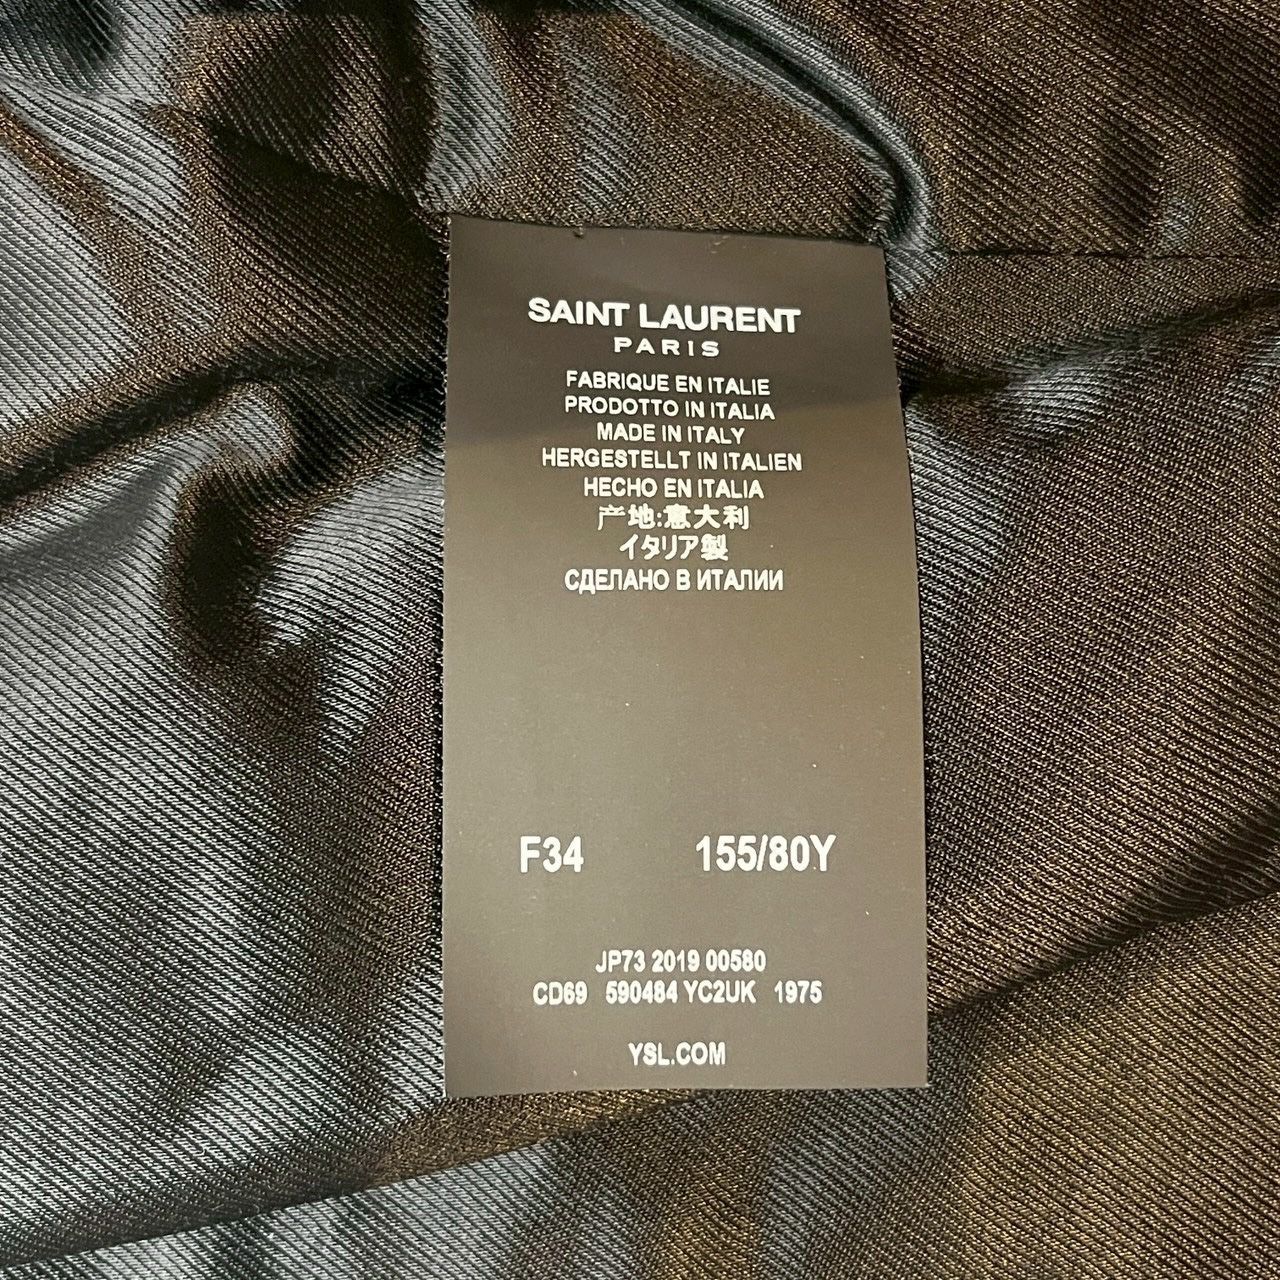 SAINT LAURENT
PARIS
FABRIQUE EN ITALIE
PRODOTTO IN ITALIA
MADE IN ITALY
HERGESTELLT IN ITALIEN
HECHO EN ITALIA
产地:意大利
イタリア製
СДЕЛАНО В ИТАЛИИ
F34 155/80Y
JP73 2019 00580
CD69 590484 YC2UK 1975
YSL.COM